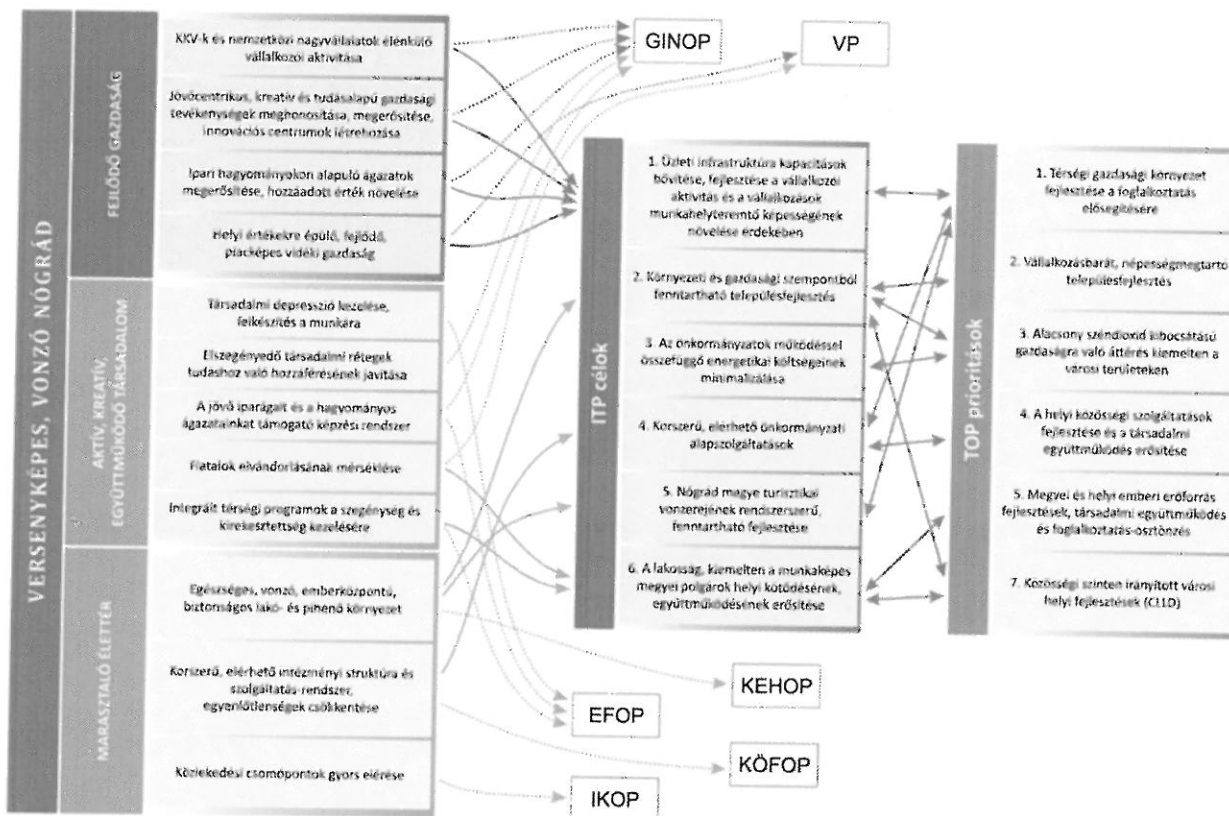 VERSENYKÉPES, VONZÓ NÓGRÁD
FEJLŐDŐ GAZDASÁG
KKV-k és nemzetközi nagyvállalatok élénkülő
vállalkozói aktivitása
Jövőcentrikus, kreatív és tudásalapú gazdasági
tevékenységek meghonosítása, megerősítése,
innovációs centrumok létrehozása
Ipari hagyományokon alapuló ágazatok
megerősítése, hozzáadott érték növelése
Helyi értékekre épülő, fejlődő,
piacképes vidéki gazdaság
AKTÍV, KREATÍV,
EGYÜTTMŰKÖDŐ TÁRSADALOM
Társadalmi depresszió kezelése,
felkészítés a munkára
Elszegényedő társadalmi rétegek
tudáshoz való hozzáférésének javítása
A jövő iparágait és a hagyományos
ágazatainkat támogató képzési rendszer
Fiatalok elvándorlásának mérséklése
Integrált térségi programok a szegénység és
kirekesztettség kezelésére
MARASZTALÓ ÉLETTÉR
Egészséges, vonzó, emberközpontú,
biztonságos lakó- és pihenő környezet
Korszerű, elérhető intézményi struktúra és
szolgáltatás-rendszer,
egyenlőtlenségek csökkentése
Közlekedési csomópontok gyors elérése
GINOP
VP
ITP célok
1. Üzleti infrastruktúra kapacitások
bővítése, fejlesztése a vállalkozói
aktivitás és a vállalkozások
munkahelyteremtő képességének
növelése érdekében
2. Környezeti és gazdasági szempontból
fenntartható településfejlesztés
3. Az önkormányzatok működéssel
összefüggő energetikai költségeinek
minimalizálása
4. Korszerű, elérhető önkormányzati
alapszolgáltatások
5. Nógrád magye turisztikai
vonzerejének rendszerszerű,
fenntartható fejlesztése
6. A lakosság, kiemelten a munkaképes
megyei polgárok helyi kötődésének,
együttműködésének erősítése
TOP prioritások
1. Térségi gazdasági környezet
fejlesztése a foglalkoztatás
elősegítésére
2. Vállalkozásbarát, népességmegtartó
településfejlesztés
3. Alacsony széndioxid kibocsátású
gazdaságra való áttérés kiemelten a
városi területeken
4. A helyi közösségi szolgáltatások
fejlesztése és a társadalmi
együttműködés erősítése
5. Megyei és helyi emberi erőforrás
fejlesztések, társadalmi együttműködés
és foglalkoztatás-ösztönzés
7. Közösségi szinten irányított városi
helyi fejlesztések (CLLD)
KEHOP
EFOP
KÖFOP
IKOP